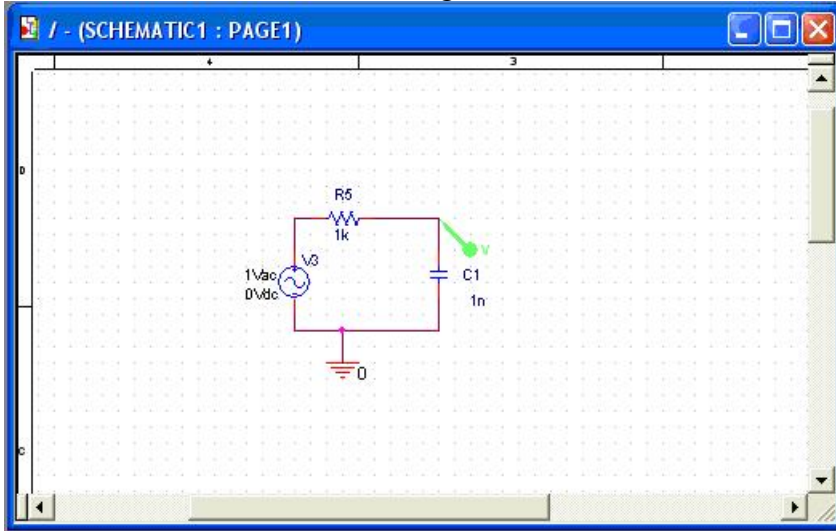 / - (SCHEMATIC1 : PAGE1)
4
3
D
R5
1k
V
V3
1Vac
0Vdc
C1
1n
0
C